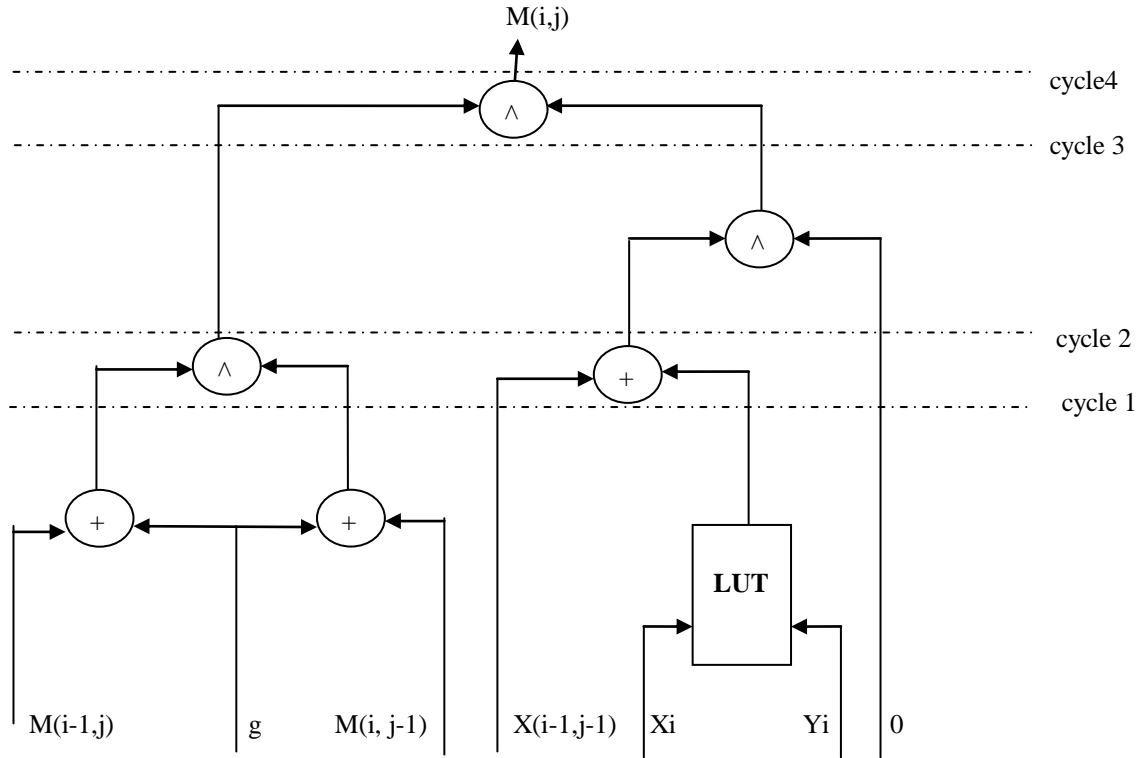 M(i,j)
cycle4
^
cycle 3
^
cycle 2
^
+
cycle 1
+
+
LUT
M(i-1,j)
g
M(i, j-1)
X(i-1,j-1)
Xi
Yi
0